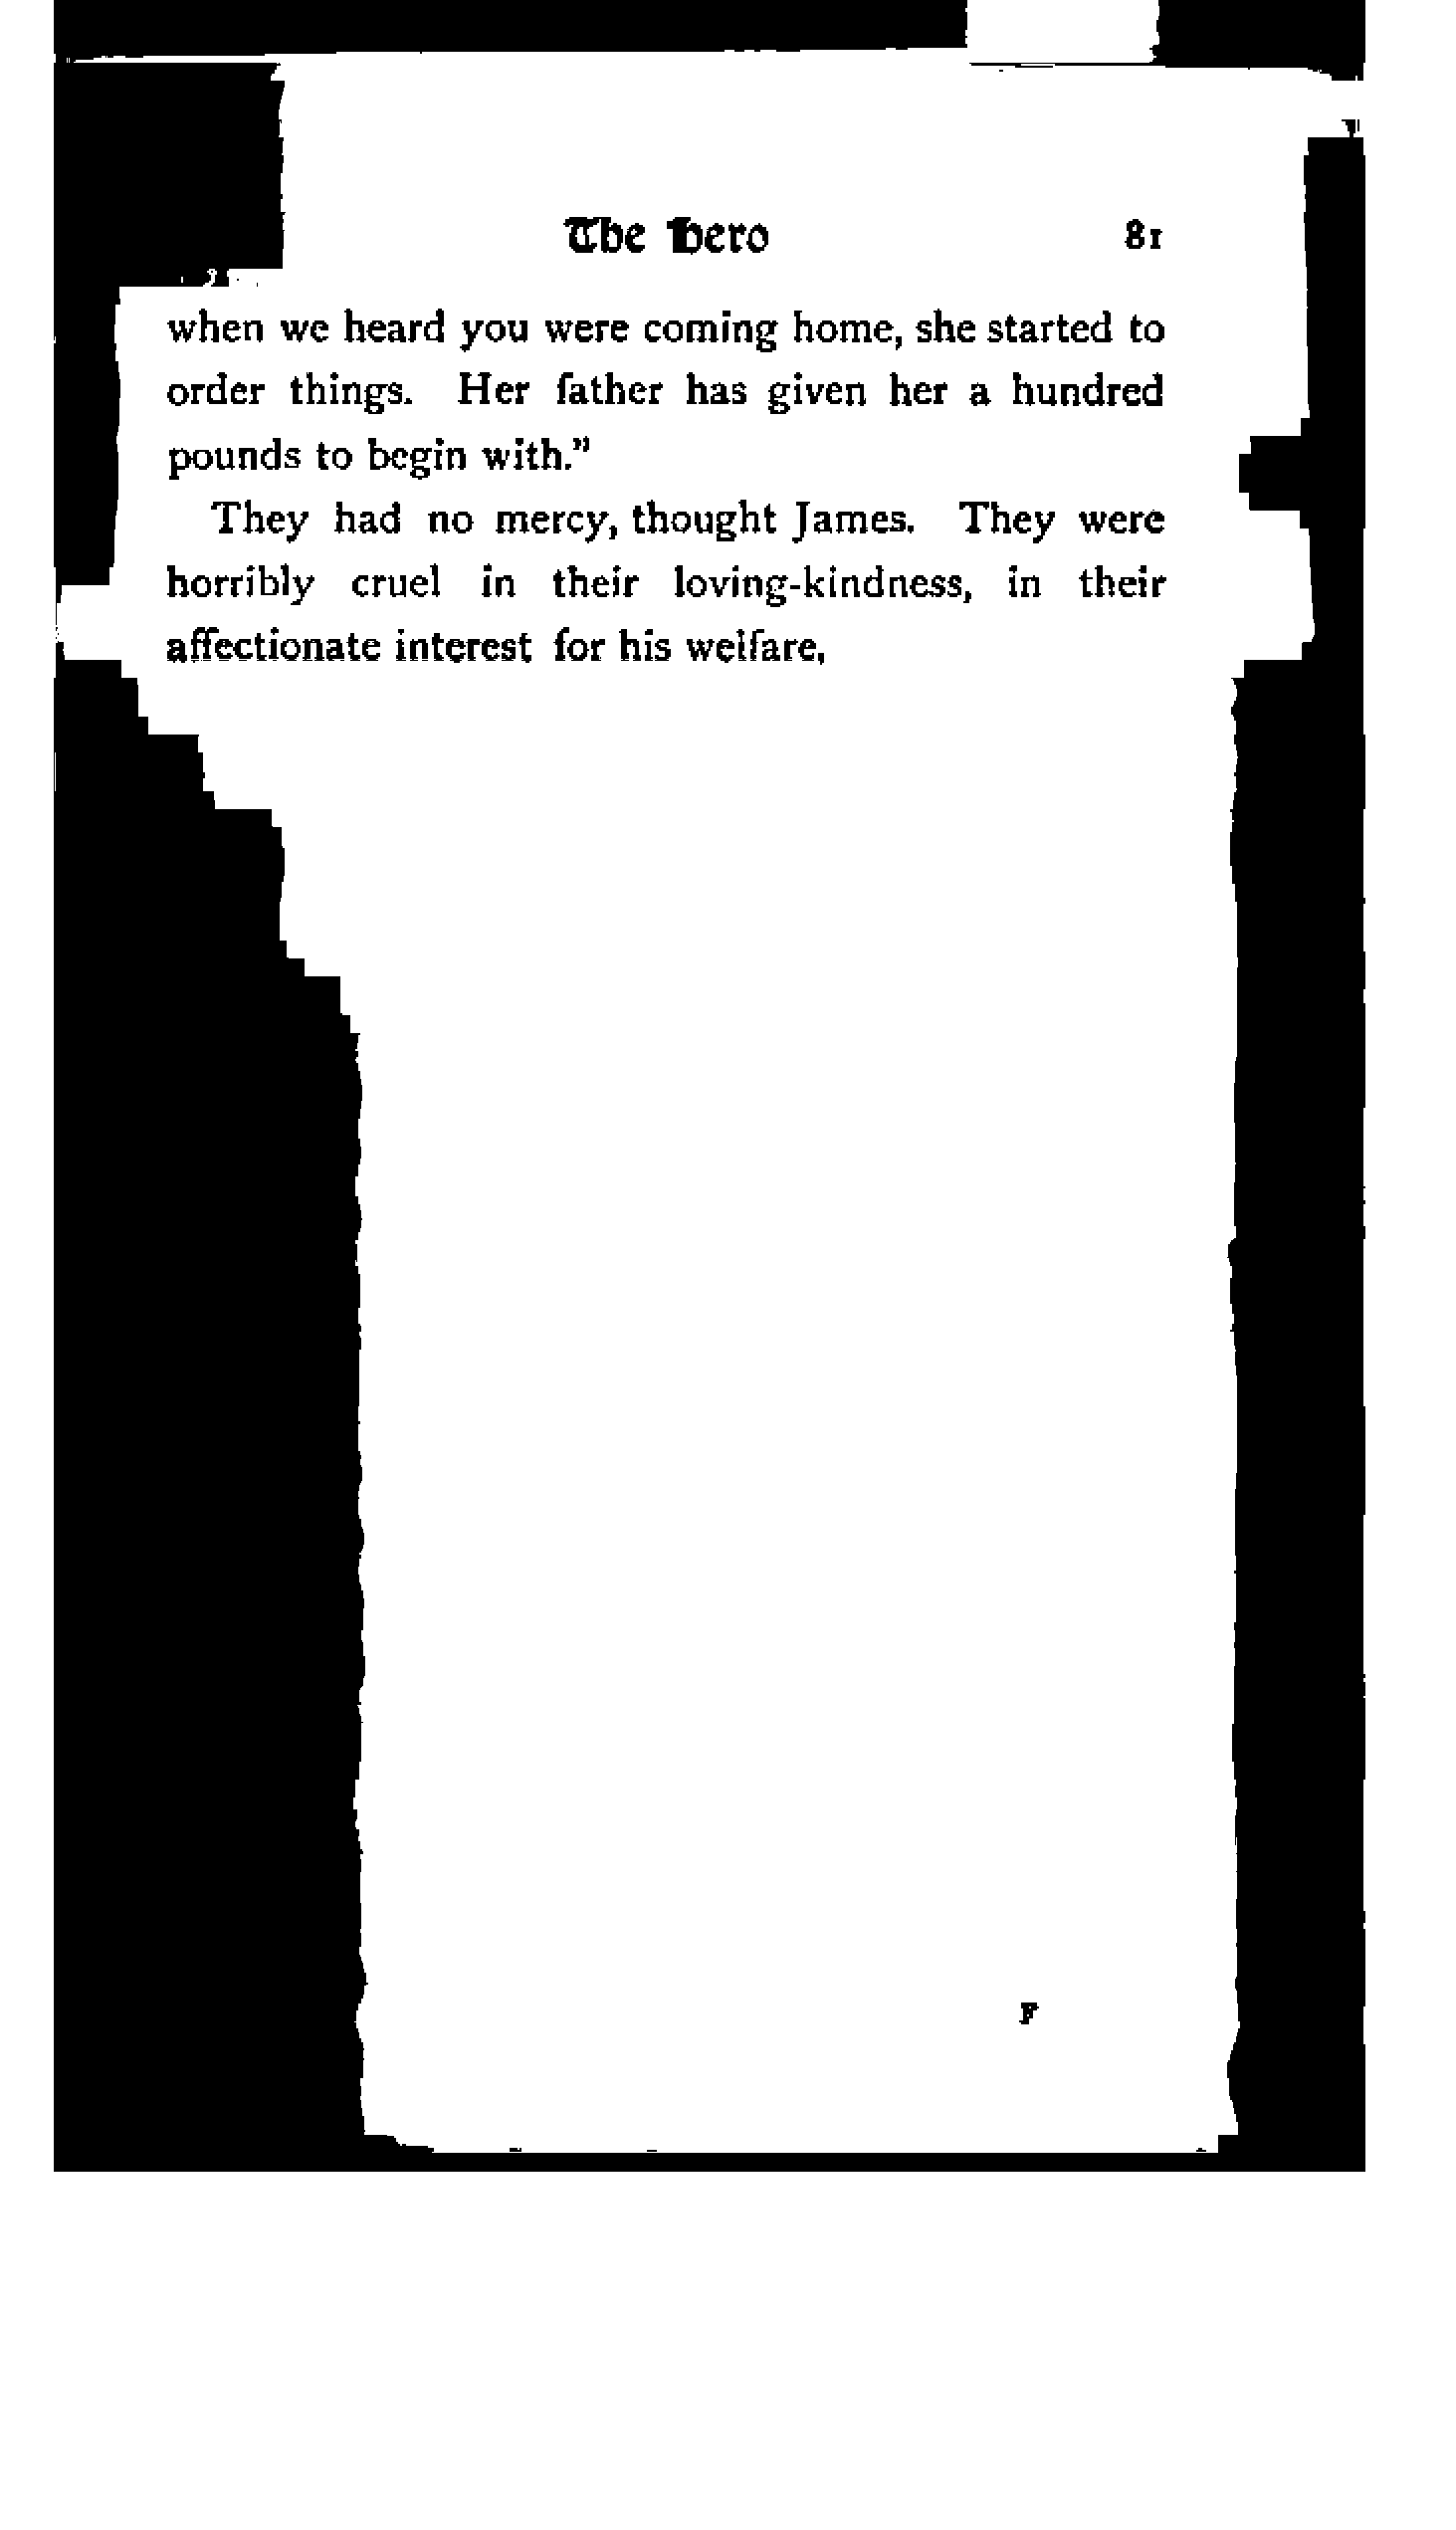 The Hero 81
when we heard you were coming home, she started to
order things. Her father has given her a hundred
pounds to begin with.”
They had no mercy, thought James. They were
horribly cruel in their loving-kindness, in their
affectionate interest for his welfare,
F